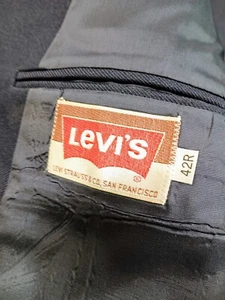 LEVI'S
LEVI STRAUSS & CO, SAN FRANCISCO
42R